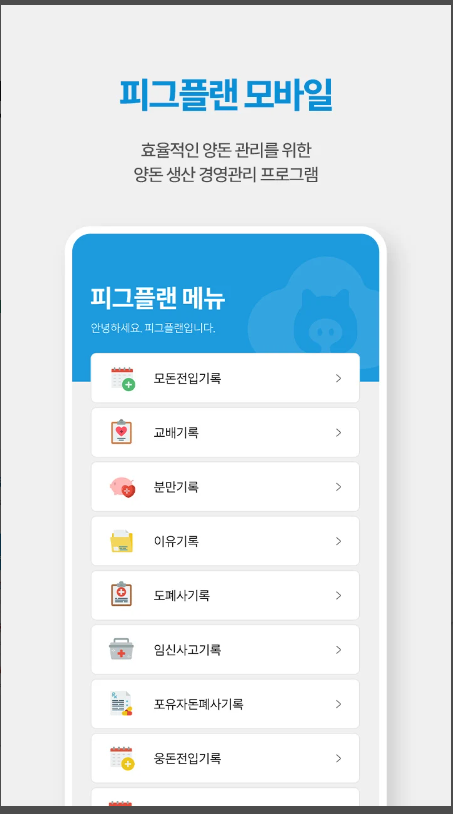 피그플랜 모바일
효율적인 양돈 관리를 위한
양돈 생산 경영관리 프로그램
피그플랜 메뉴
안녕하세요. 피그플랜입니다.
모돈전입기록
교배기록
분만기록
이유기록
도폐사기록
임신사고기록
포유자돈폐사기록
웅돈전입기록